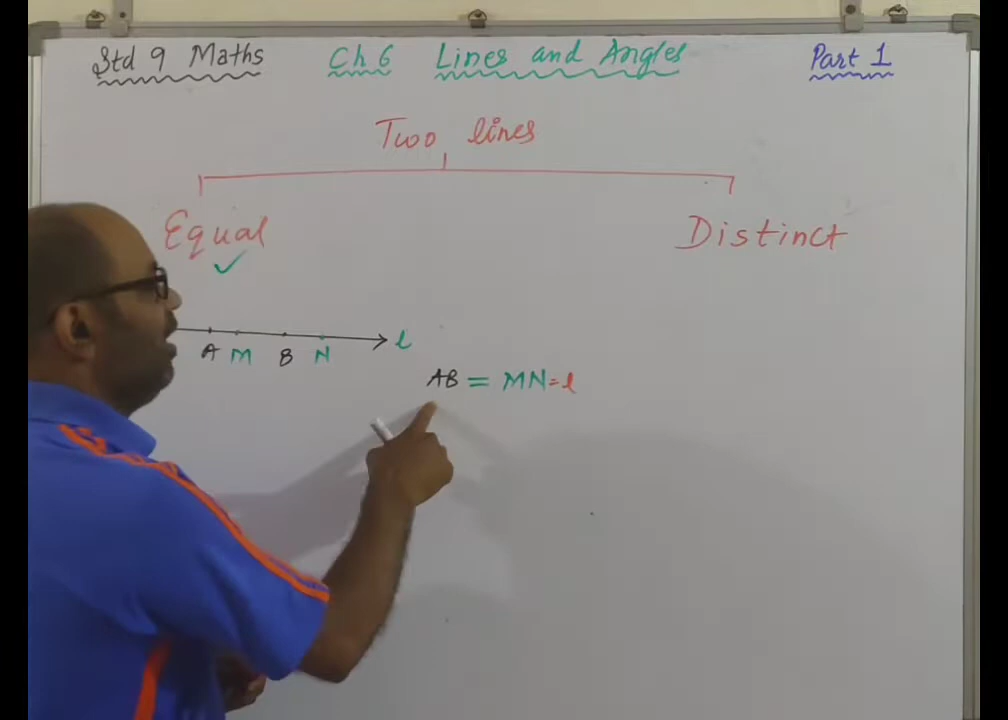 Std 9 Maths Ch 6 Lines and Angles Part 1
Two lines
Equal Distinct
l
A M B N
AB = MN = l